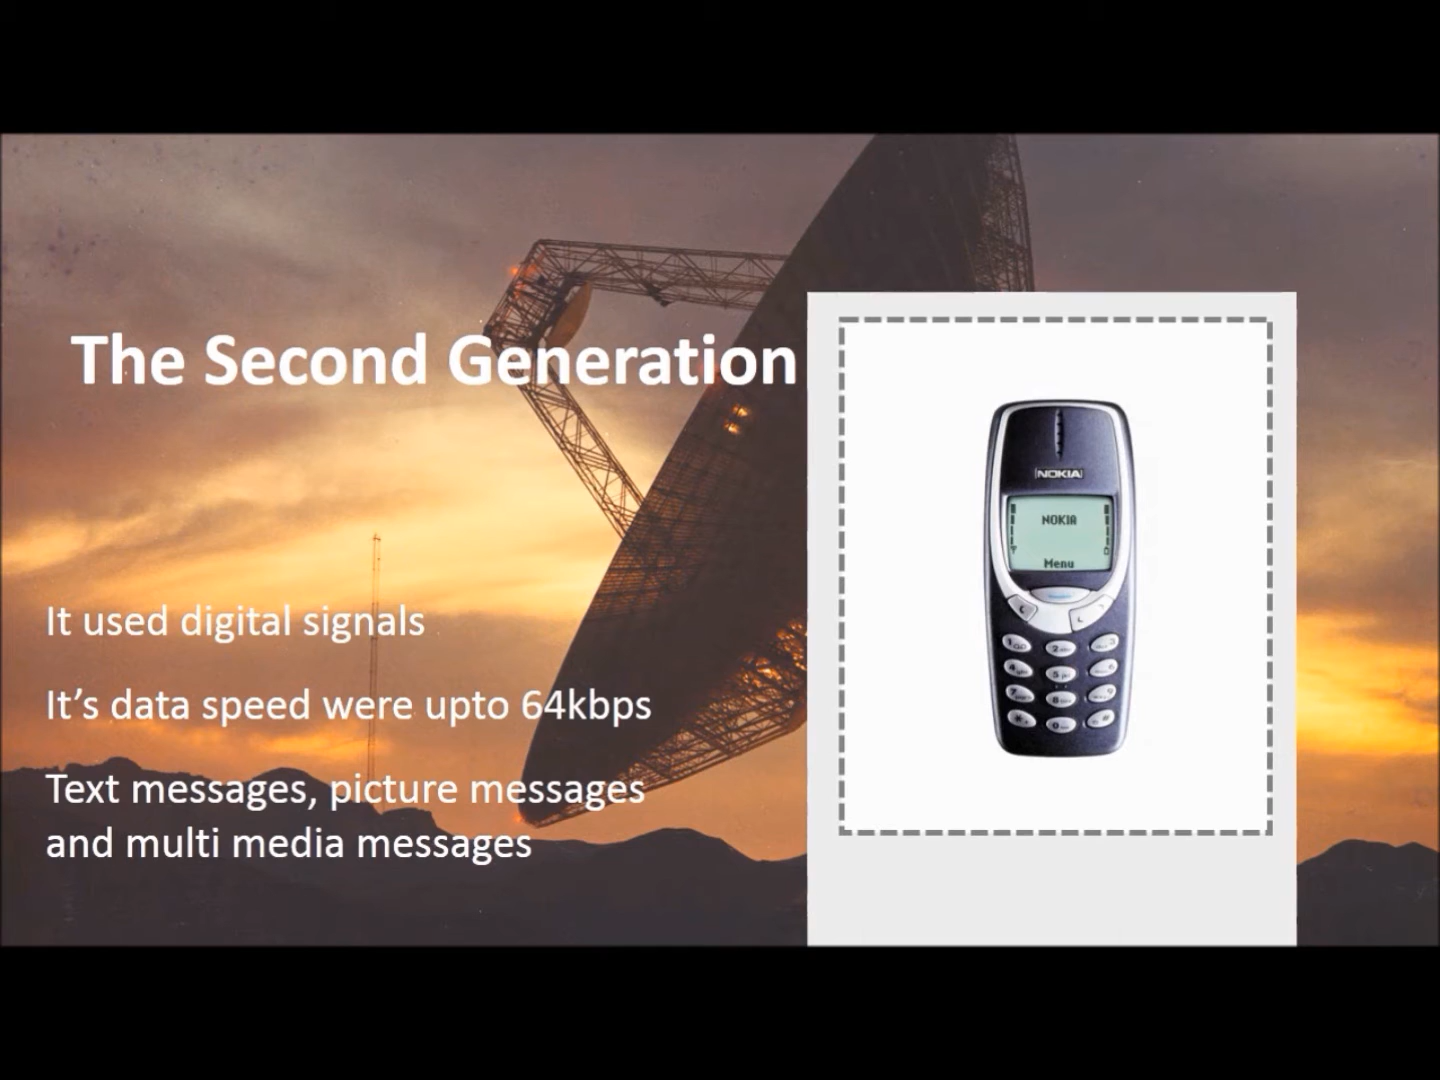 The Second Generation
It used digital signals
It’s data speed were upto 64kbps
Text messages, picture messages
and multi media messages
NOKIA
NOKIA
Menu